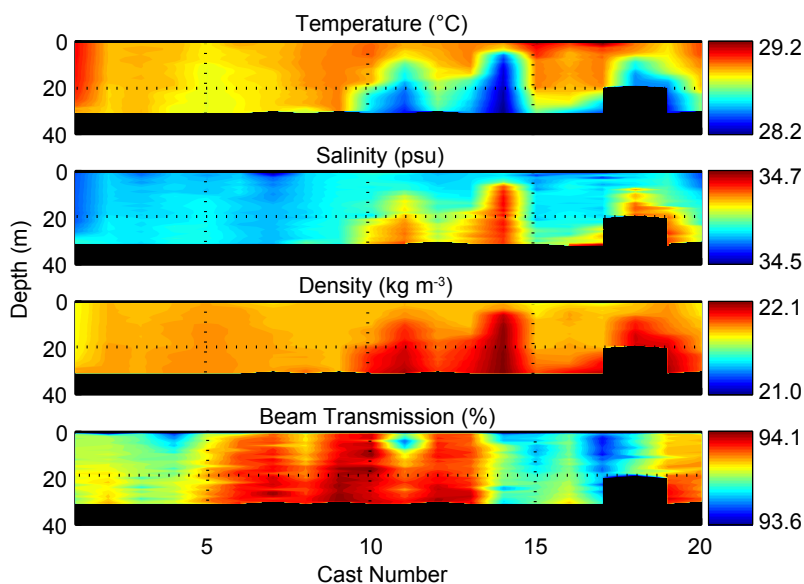 Temperature (°C)
0
20
40
29.2
28.2
Salinity (psu)
0
20
40
34.7
34.5
Depth (m)
Density (kg m⁻³)
0
20
40
22.1
21.0
Beam Transmission (%)
0
20
40
94.1
93.6
5 10 15 20
Cast Number